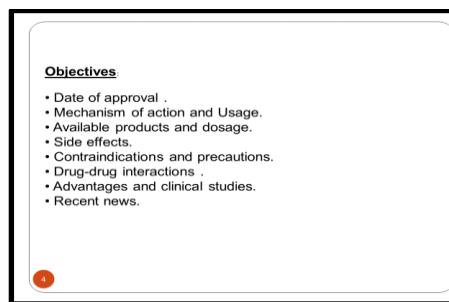 Objectives:
• Date of approval .
• Mechanism of action and Usage.
• Available products and dosage.
• Side effects.
• Contraindications and precautions.
• Drug-drug interactions .
• Advantages and clinical studies.
• Recent news.
4